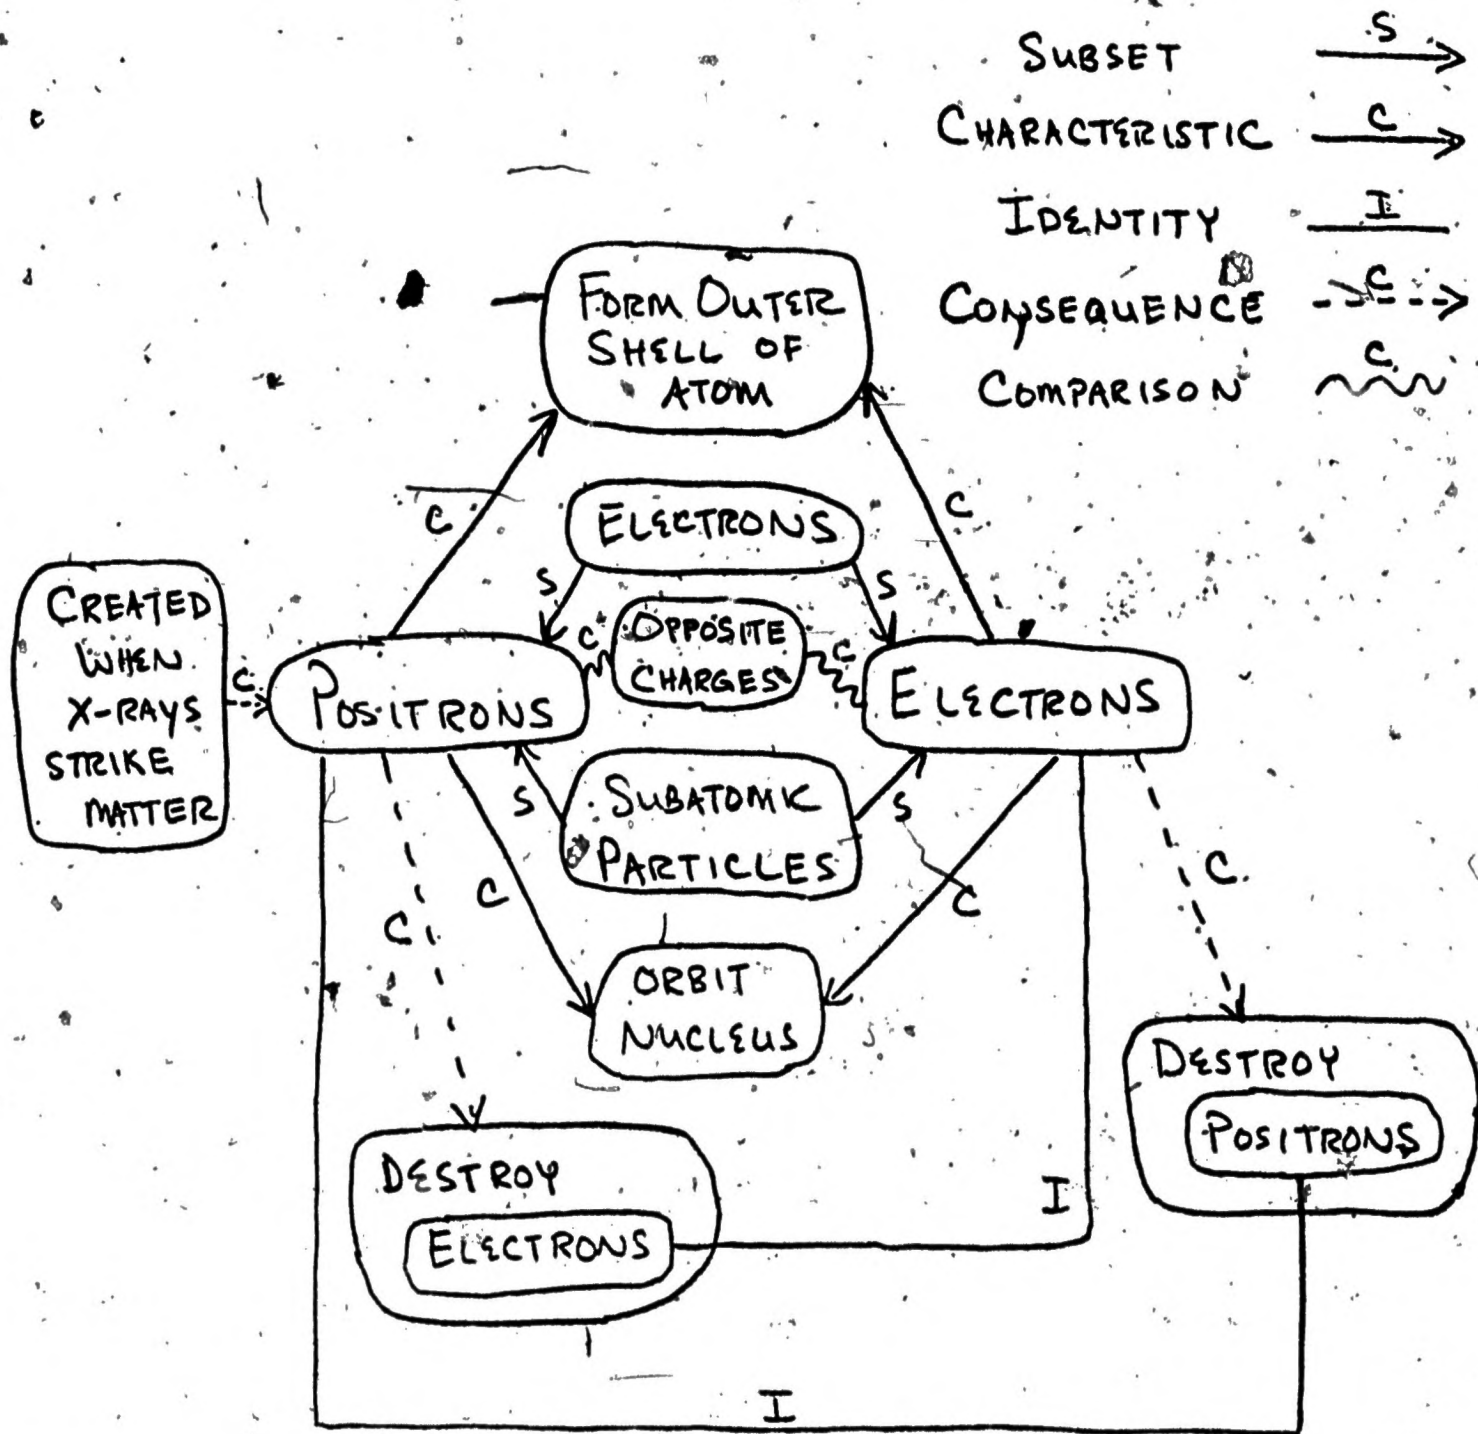 SUBSET S
CHARACTERISTIC C
IDENTITY I
CONSEQUENCE C
COMPARISON C
FORM OUTER
SHELL OF
ATOM
C
C
ELECTRONS
S
S
CREATED
WHEN
X-RAYS
STRIKE
MATTER
C
POSITRONS
C
OPPOSITE
CHARGES
C
ELECTRONS
S
SUBATOMIC
PARTICLES
S
C
C
C
C
ORBIT
NUCLEUS
DESTROY
POSITRONS
DESTROY
ELECTRONS
I
I